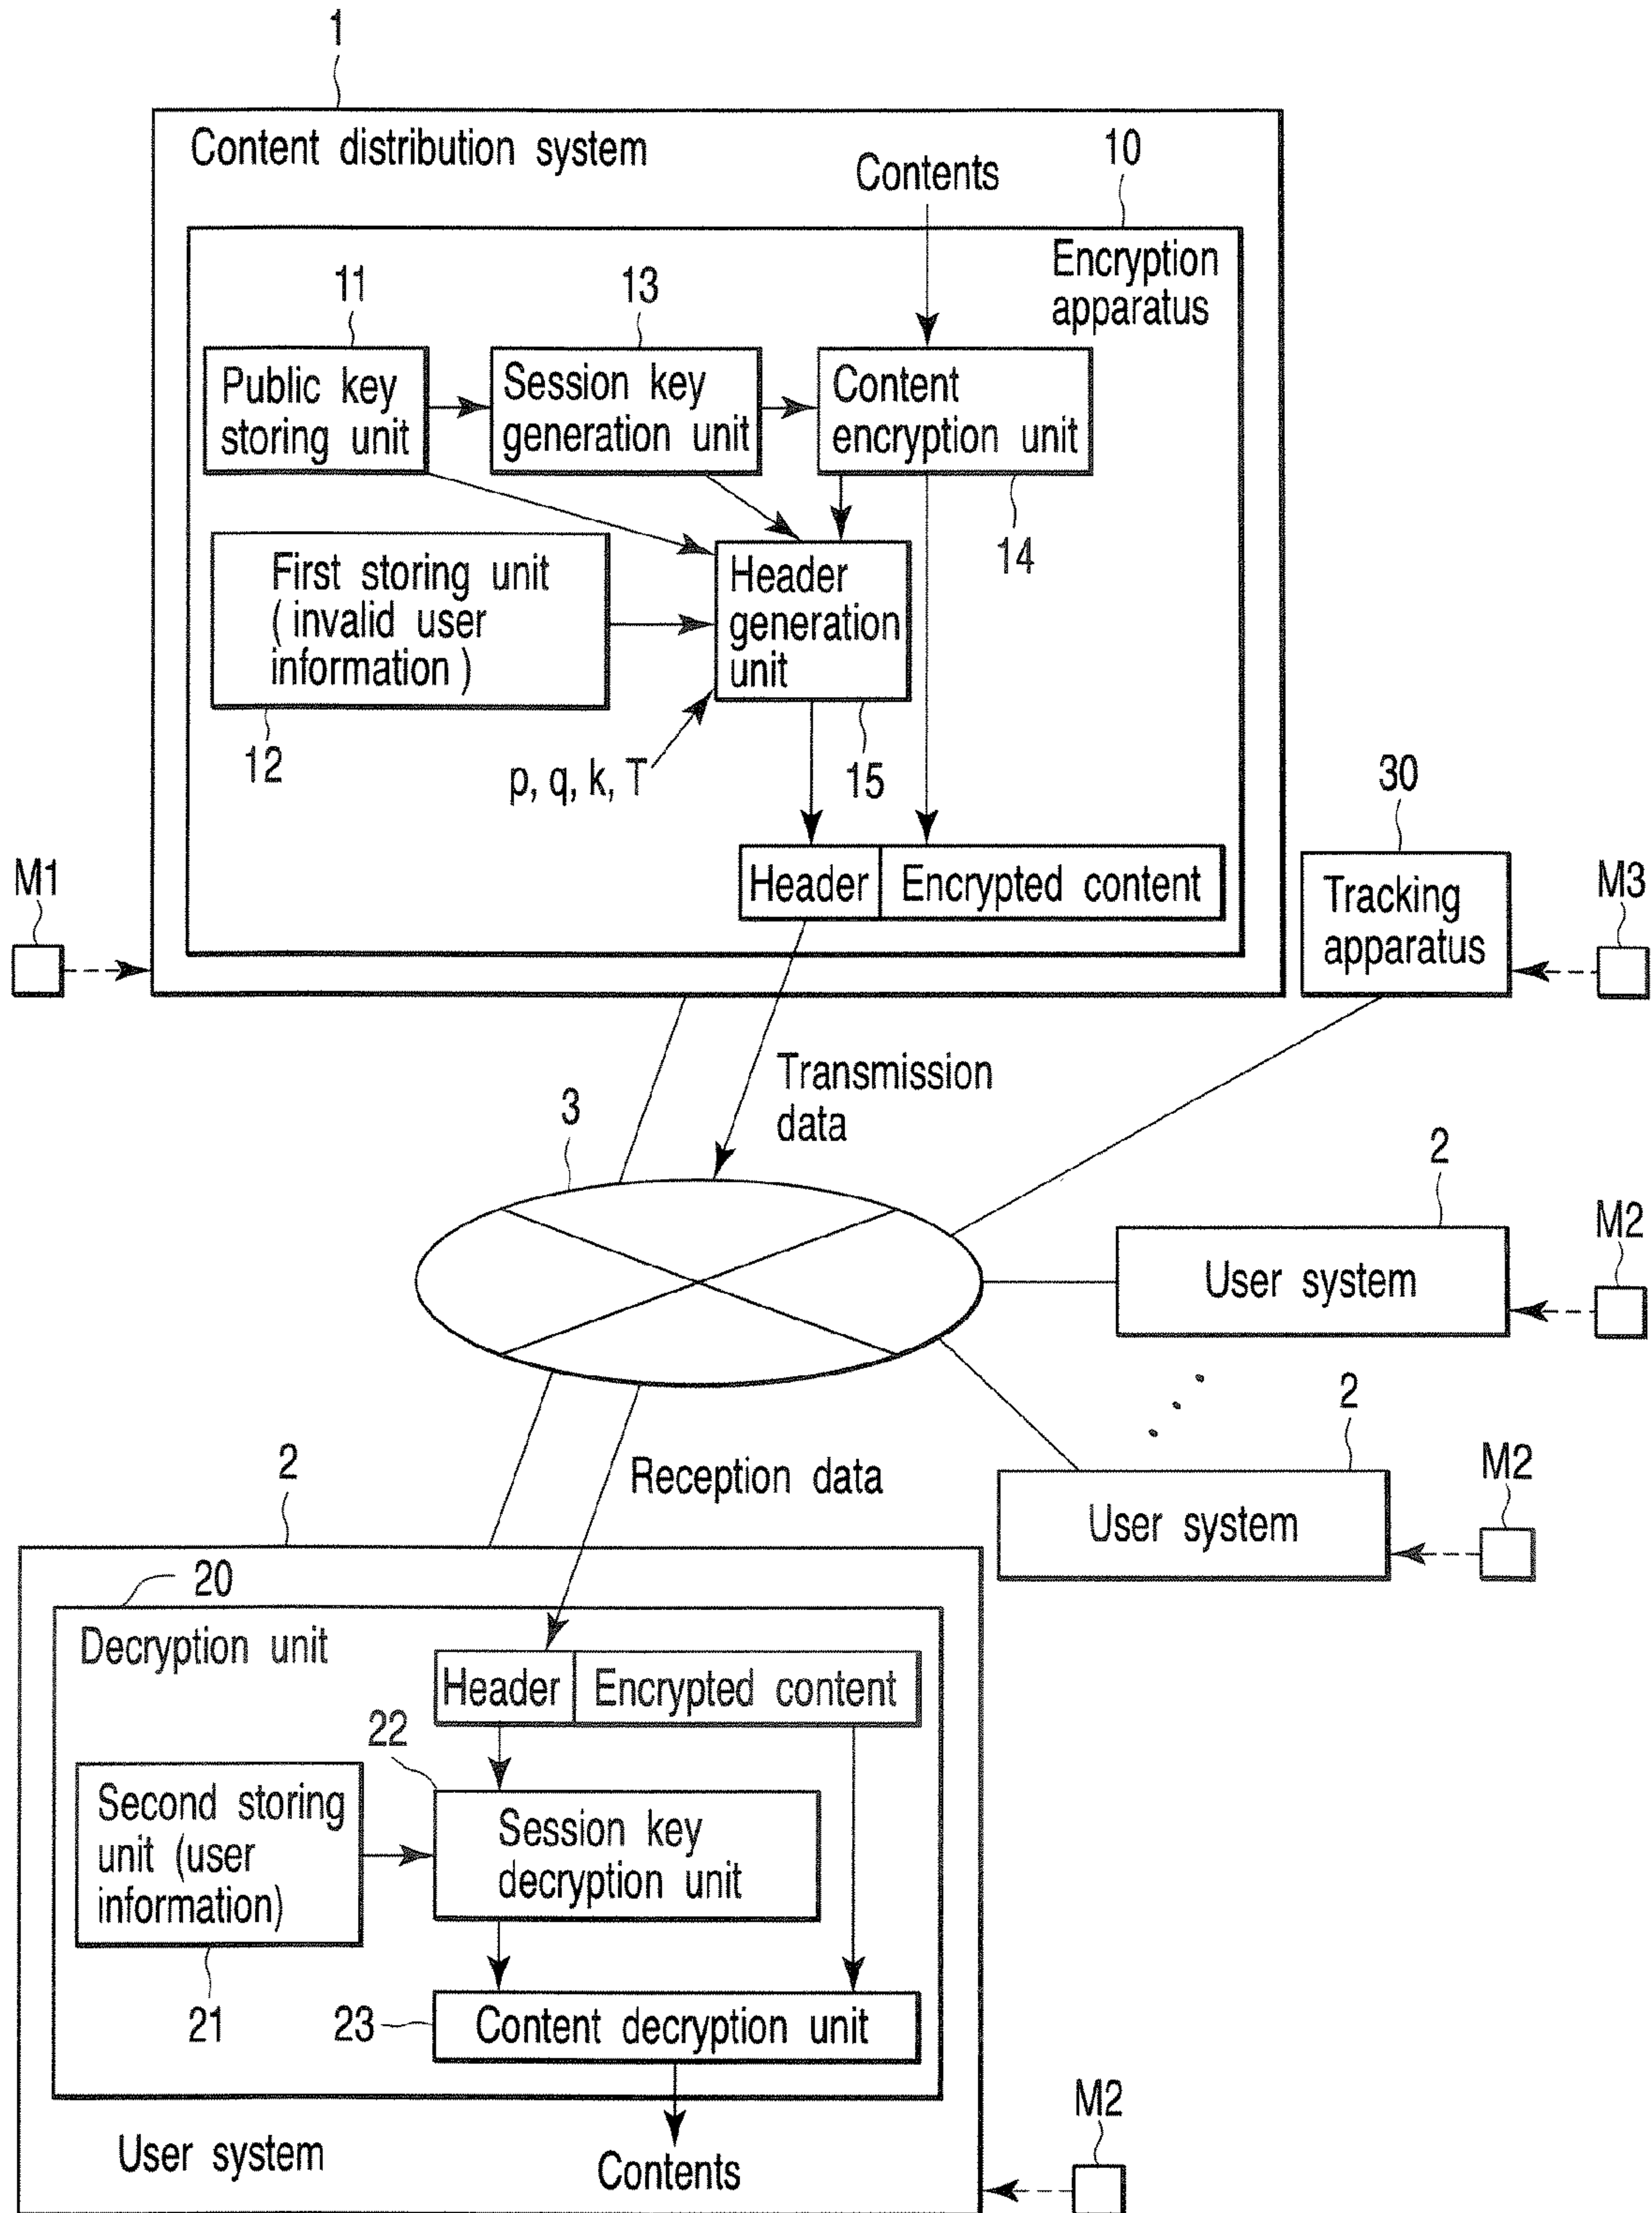 1
Content distribution system
10
Contents
Encryption
apparatus
11
13
Public key
storing unit
Session key
generation unit
Content
encryption unit
14
First storing unit
(invalid user
information)
Header
generation
unit
12
p, q, k, T
15
30
Header
Encrypted content
M1
Tracking
apparatus
M3
Transmission
data
3
2
M2
User system
2
M2
User system
Reception data
2
20
Decryption unit
Header
Encrypted content
22
Second storing
unit (user
information)
Session key
decryption unit
21
23
Content decryption unit
M2
User system
Contents